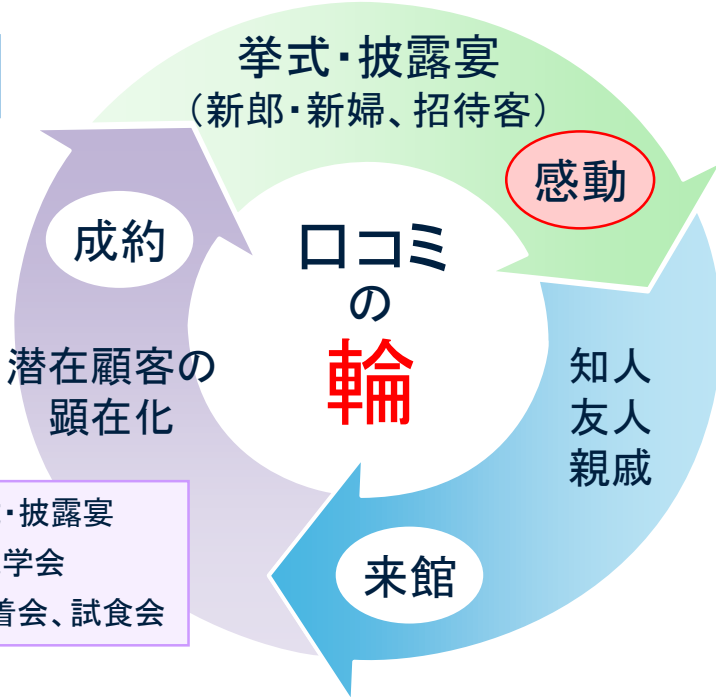 挙式・披露宴
（新郎・新婦、招待客）
感動
成約
口コミ
の
輪
潜在顧客の
顕在化
知人
友人
親戚
・披露宴
学会
着会、試食会
来館